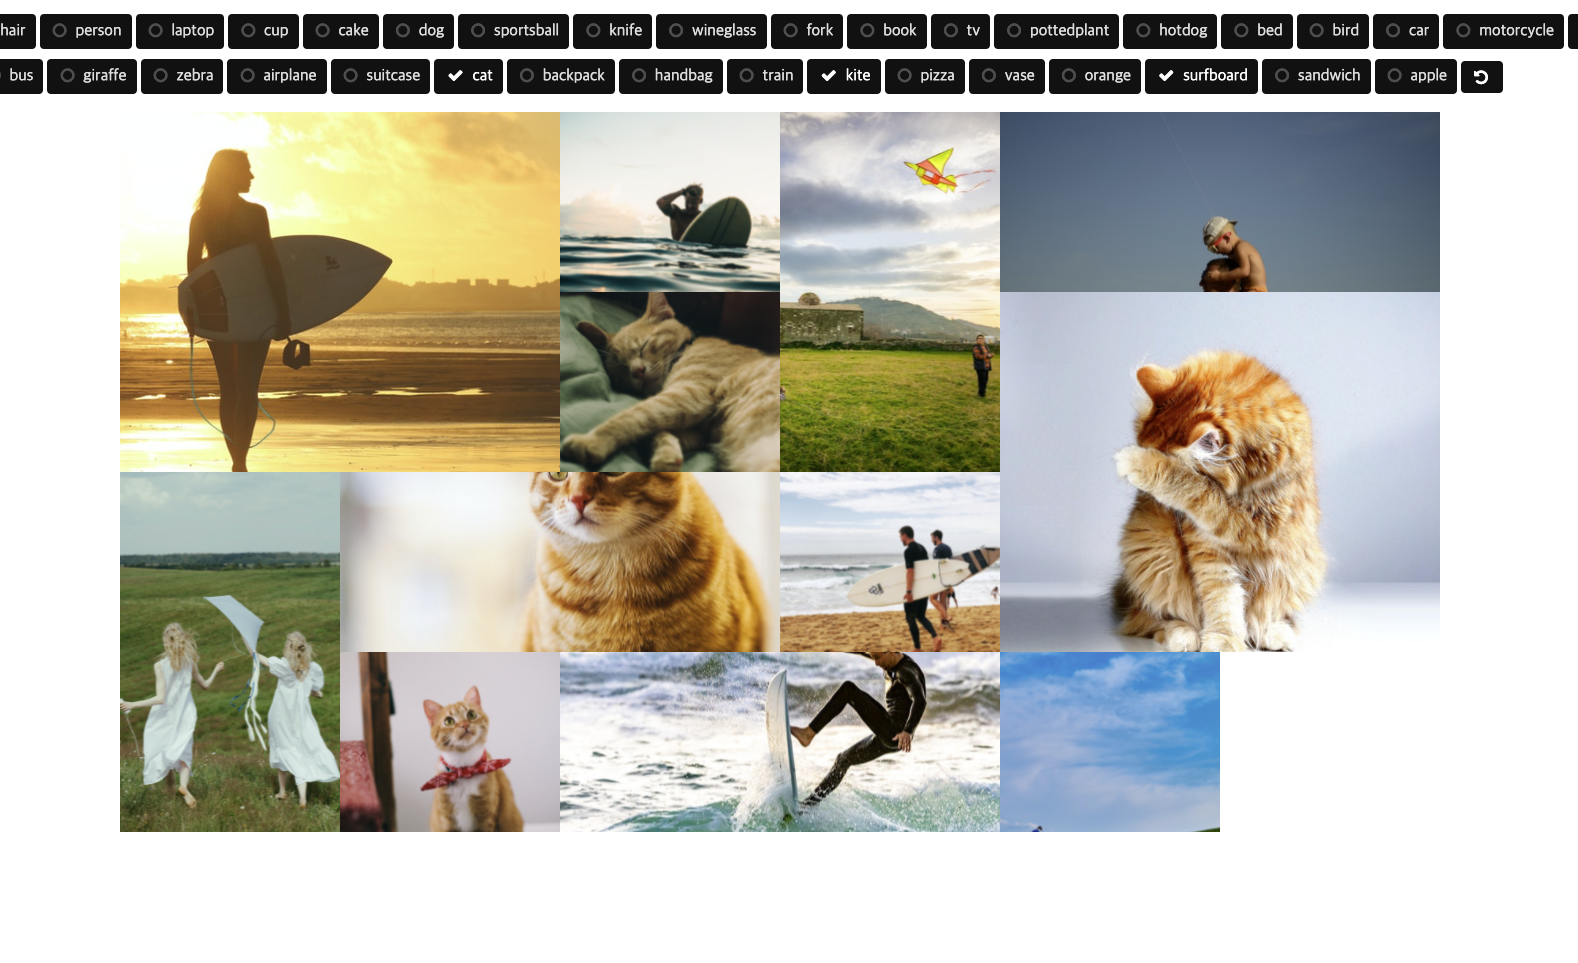 hair person laptop cup cake dog sportsball knife wineglass fork book tv pottedplant hotdog bed bird car motorcycle
bus giraffe zebra airplane suitcase cat backpack handbag train kite pizza vase orange surfboard sandwich apple